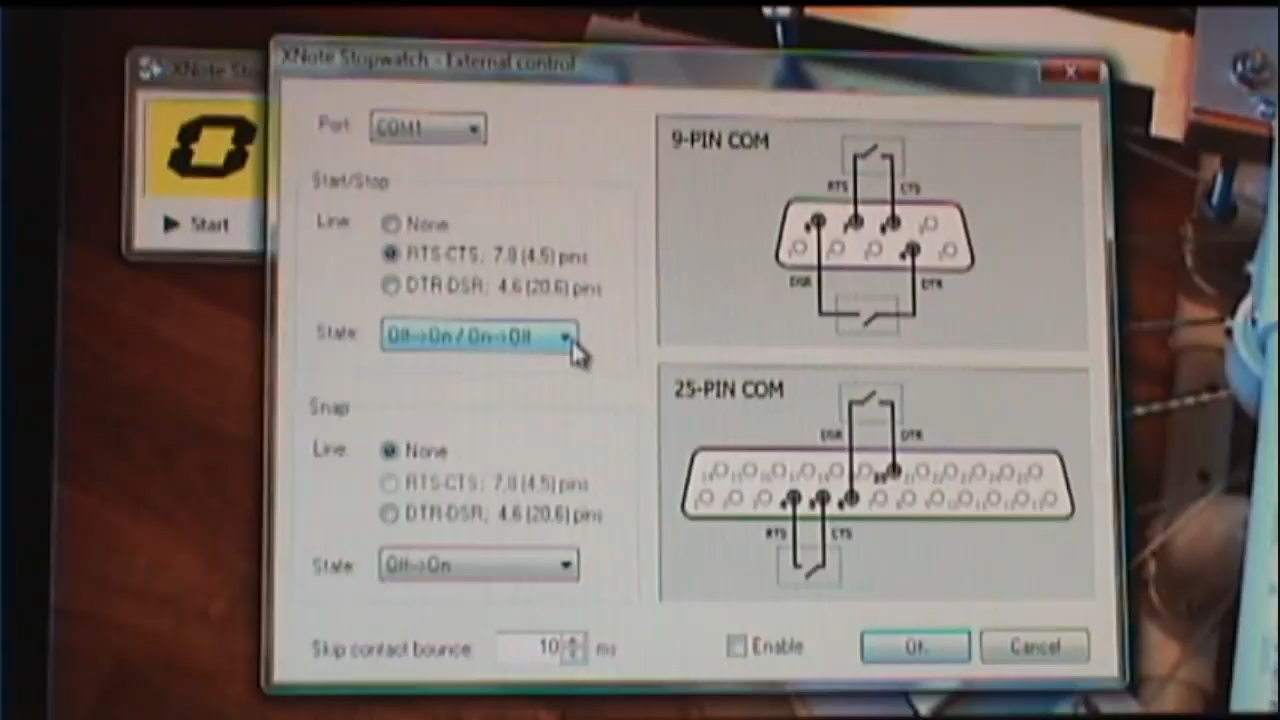 XNote Stopwatch - External control
XNote Sto
0
Start
Port:
COM1
Start/Stop
Line:
None
RTS-CTS; 7,8 (4,5) pins
DTR-DSR; 4,6 (20,6) pins
State:
Off->On / On->Off
Snap
Line:
None
RTS-CTS; 7,8 (4,5) pins
DTR-DSR; 4,6 (20,6) pins
State:
Off->On
Skip contact bounce
10
ms
9-PIN COM
RTS
CTS
DSR
DTR
25-PIN COM
DSR
DTR
RTS
CTS
Enable
OK
Cancel